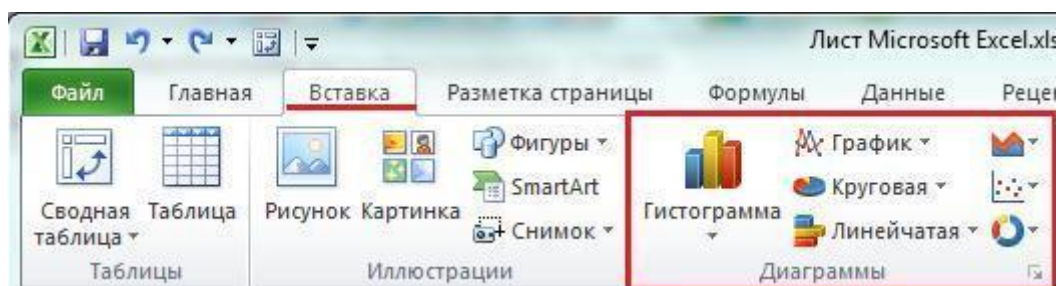 Лист Microsoft Excel.xls
Файл Главная Вставка Разметка страницы Формулы Данные Рецен
Сводная таблица
Таблица
Таблицы
Рисунок
Картинка
Фигуры
SmartArt
Снимок
Иллюстрации
Гистограмма
График
Круговая
Линейчатая
Диаграммы